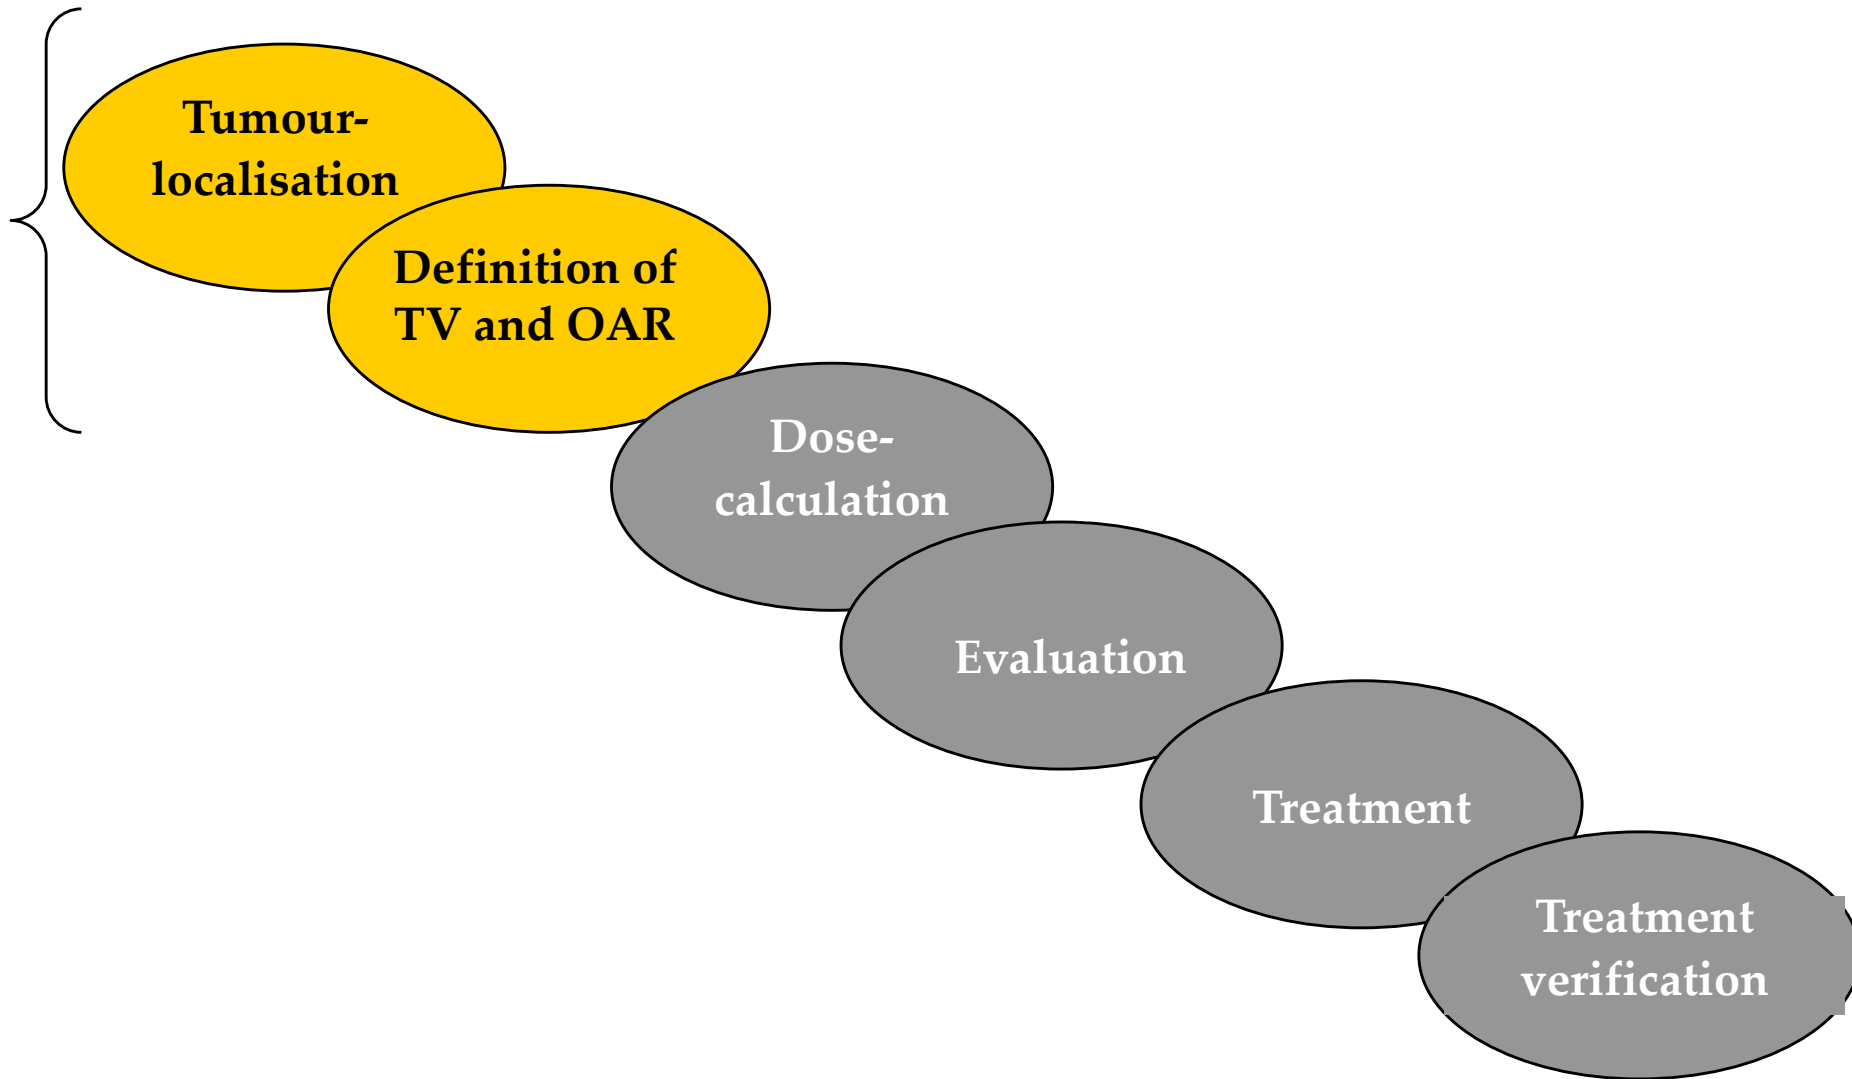 Tumour-
localisation
Definition of
TV and OAR
Dose-
calculation
Evaluation
Treatment
Treatment
verification